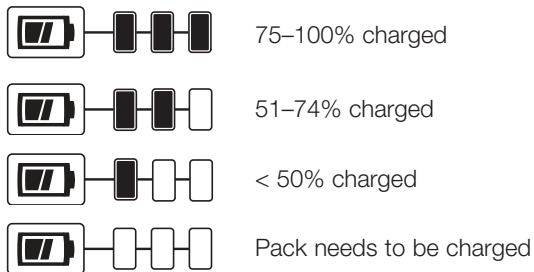 75–100% charged
51–74% charged
< 50% charged
Pack needs to be charged